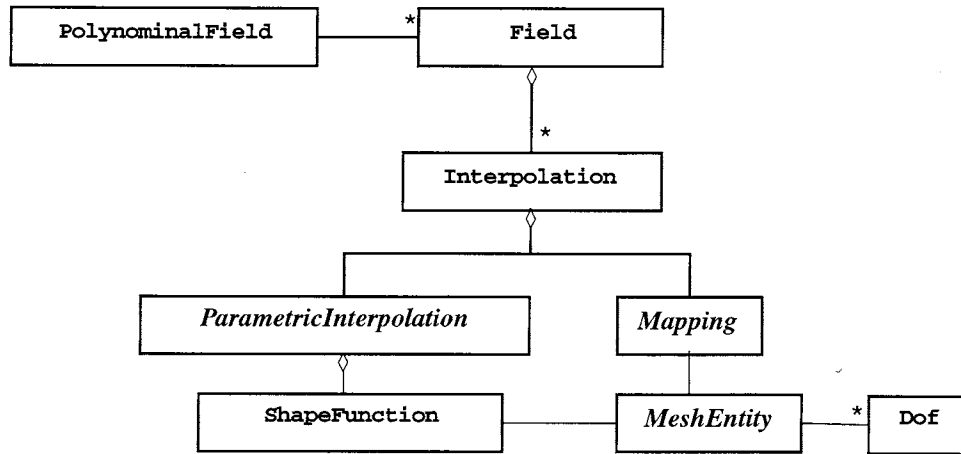 PolynominalField
*
Field
*
Interpolation
ParametricInterpolation
Mapping
ShapeFunction
MeshEntity
*
Dof